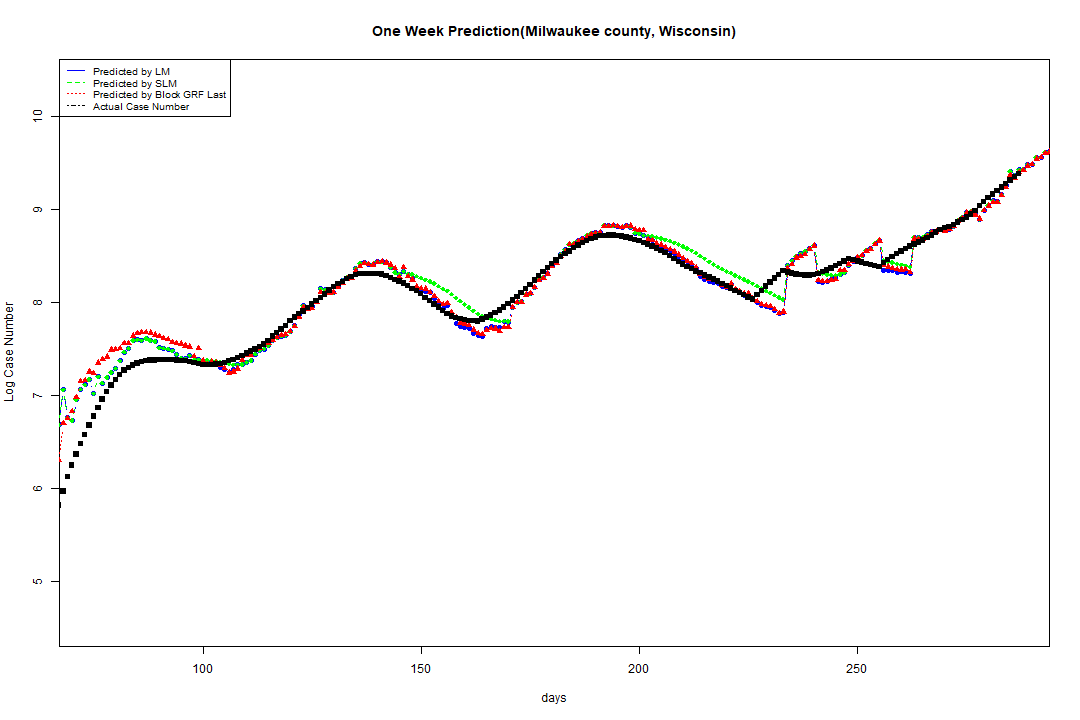 One Week Prediction(Milwaukee county, Wisconsin)
Predicted by LM
Predicted by SLM
Predicted by Block GRF Last
Actual Case Number
10
9
8
7
6
5
Log Case Number
100 150 200 250
days